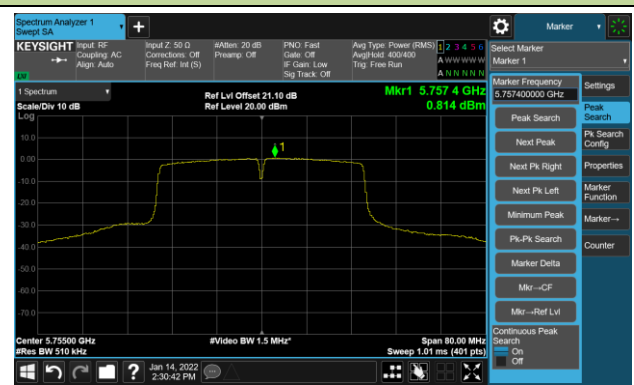 Spectrum Analyzer 1
Swept SA
Marker
KEYSIGHT
Input: RF
Coupling: AC
Align: Auto
Input Z: 50 Ω
Corrections: Off
Freq Ref: Int (S)
#Atten: 20 dB
Preamp: Off
PNO: Fast
Gate: Off
IF Gain: Low
Sig Track: Off
Avg Type: Power (RMS)
Avg|Hold: 400/400
Trig: Free Run
1 2 3 4 5 6
A W W W W W
A N N N N N
Select Marker
Marker 1
1 Spectrum
Scale/Div 10 dB
Log
Ref Lvl Offset 21.10 dB
Ref Level 20.00 dBm
Mkr1 5.757 4 GHz
0.814 dBm
10.0
0.00
-10.0
-20.0
-30.0
-40.0
-50.0
-60.0
-70.0
1
Center 5.75500 GHz
#Res BW 510 kHz
#Video BW 1.5 MHz*
Span 80.00 MHz
Sweep 1.01 ms (401 pts)
Marker Frequency
5.757400000 GHz
Peak Search
Next Peak
Next Pk Right
Next Pk Left
Minimum Peak
Pk-Pk Search
Marker Delta
Mkr→CF
Mkr→Ref Lvl
Continuous Peak
Search
On
Off
Settings
Peak
Search
Pk Search
Config
Properties
Marker
Function
Marker→
Counter
?
Jan 14, 2022
2:30:42 PM